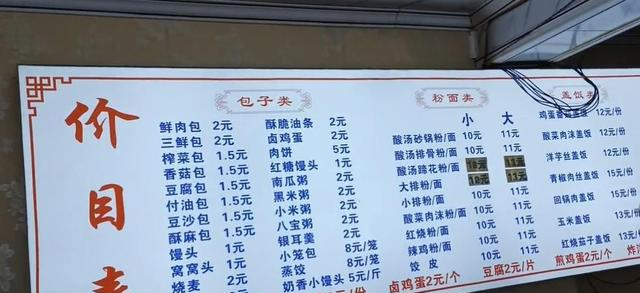 价目表
包子类
鲜肉包 2元
三鲜包 2元
榨菜包 1.5元
香菇包 1.5元
豆腐包 1.5元
付油包 1.5元
豆沙包 1.5元
酥麻包 1.5元
馒头 1元
窝窝头 1元
烧麦 2元
酥脆油条 2元
卤鸡蛋 2元
肉饼 5元
红糖馒头 1元
南瓜粥 2元
黑米粥 2元
小米粥 2元
八宝粥 2元
银耳羹 2元
小笼包 8元/笼
蒸饺 8元/笼
奶香小馒头 5元/斤
粉面类
小 大
酸汤砂锅粉/面 10元 11元
酸汤排骨粉/面 10元 11元
酸汤蹄花粉/面
大排粉/面 13元
小排粉/面 10元 11元
酸菜肉沫粉/面 10元 11元
红烧粉/面 10元 11元
辣鸡粉/面 10元 11元
饺皮 10元 11元
盖饭类
鸡蛋 盖饭 12元/份
酸菜肉沫盖饭 12元/份
洋芋丝盖饭 12元/份
青椒肉丝盖饭 15元/份
回锅肉盖饭 15元/份
玉米盖饭 13元/份
红烧茄子盖饭 13元/份
卤鸡蛋2元/个 豆腐2元/片 煎鸡蛋2元/个